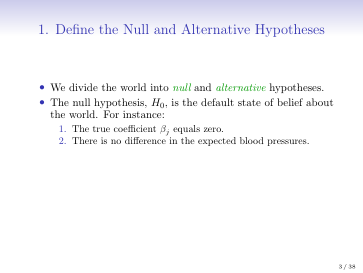 1. Define the Null and Alternative Hypotheses
• We divide the world into null and alternative hypotheses.
• The null hypothesis, H₀, is the default state of belief about
the world. For instance:
1. The true coefficient βⱼ equals zero.
2. There is no difference in the expected blood pressures.
3 / 38